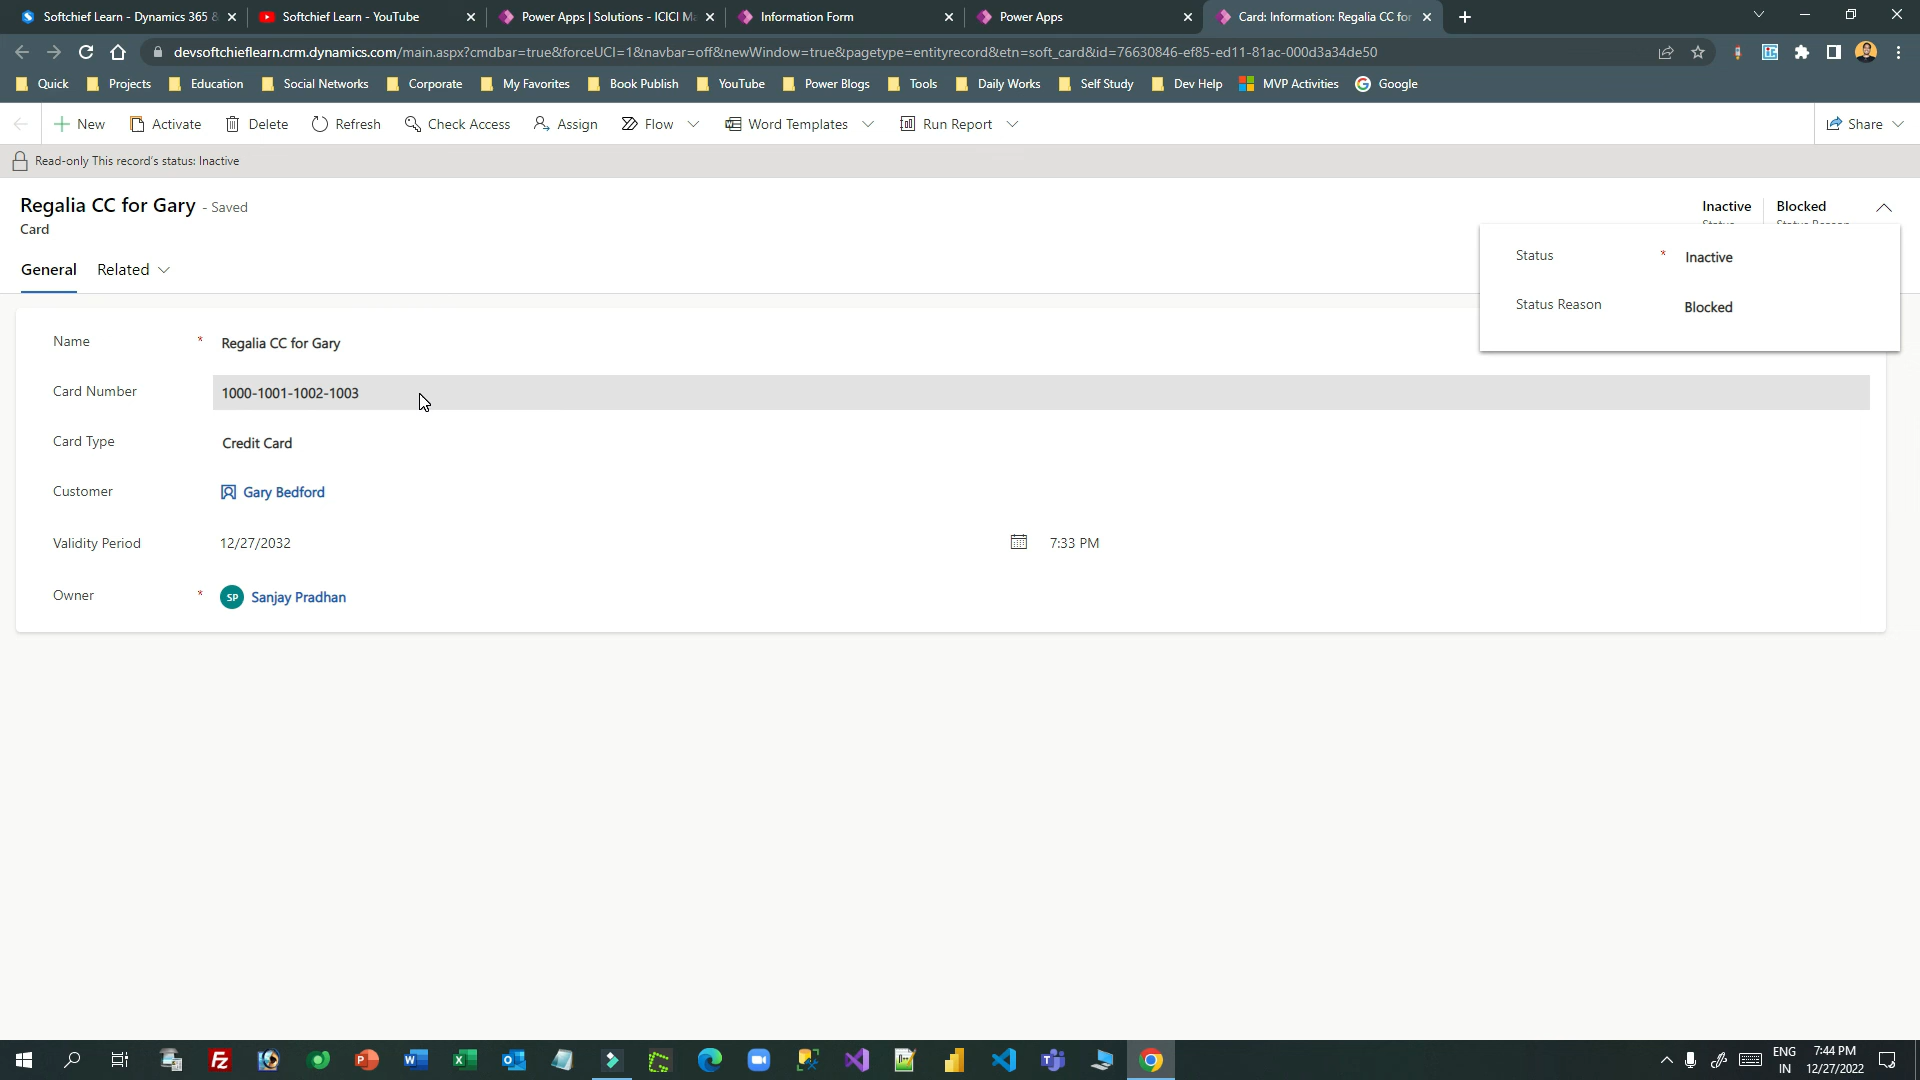 Softchief Learn - Dynamics 365 &
Softchief Learn - YouTube
Power Apps | Solutions - ICICI Ma
Information Form
Power Apps
Card: Information: Regalia CC for
devsoftchieflearn.crm.dynamics.com/main.aspx?cmdbar=true&forceUCI=1&navbar=off&newWindow=true&pagetype=entityrecord&etn=soft_card&id=76630846-ef85-ed11-81ac-000d3a34de50
Quick Projects Education Social Networks Corporate My Favorites Book Publish YouTube Power Blogs Tools Daily Works Self Study Dev Help MVP Activities Google
New Activate Delete Refresh Check Access Assign Flow Word Templates Run Report Share
Read-only This record's status: Inactive
Regalia CC for Gary - Saved
Card
Inactive Blocked
Status Status Reason
General Related
Status * Inactive
Status Reason Blocked
Name * Regalia CC for Gary
Card Number 1000-1001-1002-1003
Card Type Credit Card
Customer Gary Bedford
Validity Period 12/27/2032 7:33 PM
Owner * SP Sanjay Pradhan
ENG
IN
7:44 PM
12/27/2022